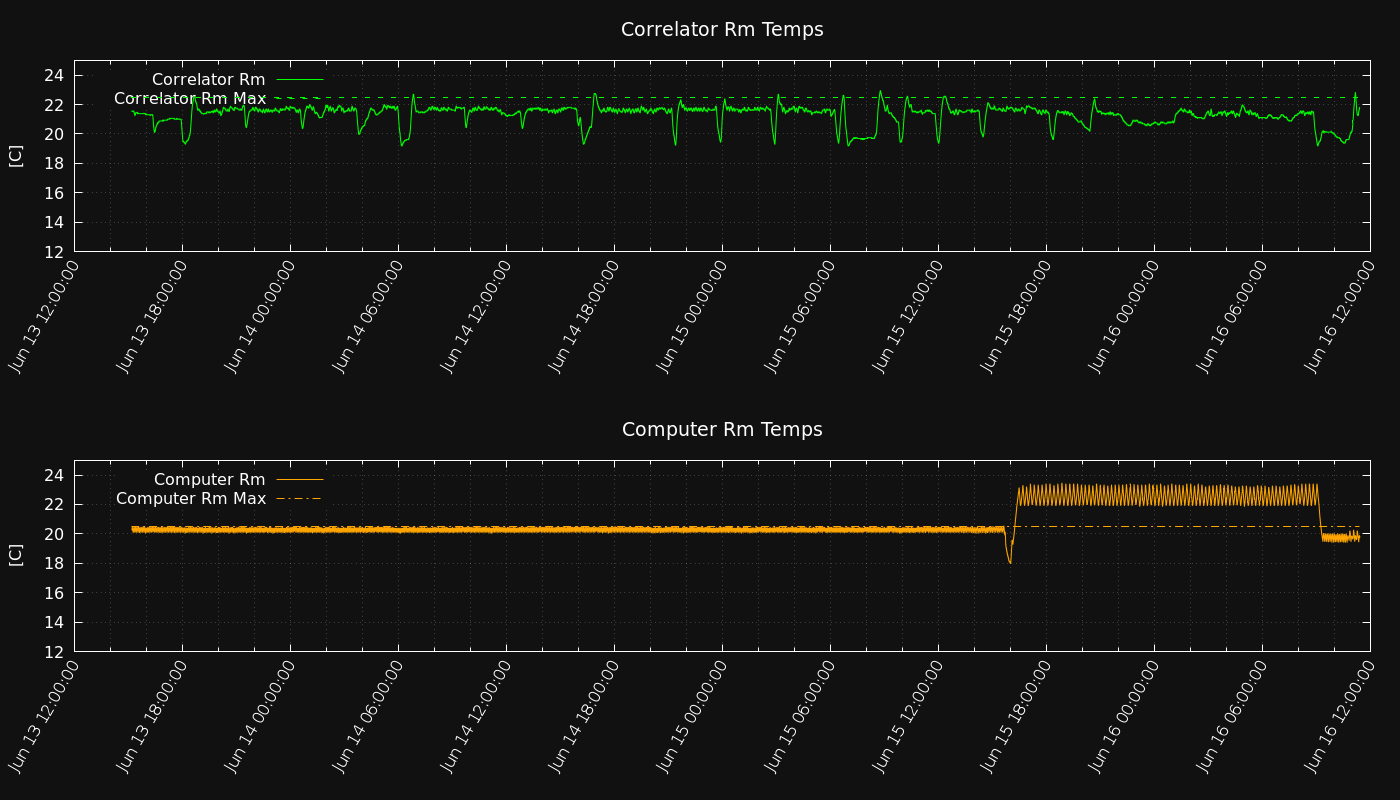 Correlator Rm Temps
Correlator Rm
Correlator Rm Max
24
22
20
18
16
14
12
[C]
Jun 13 12:00:00
Jun 13 18:00:00
Jun 14 00:00:00
Jun 14 06:00:00
Jun 14 12:00:00
Jun 14 18:00:00
Jun 15 00:00:00
Jun 15 06:00:00
Jun 15 12:00:00
Jun 15 18:00:00
Jun 16 00:00:00
Jun 16 06:00:00
Jun 16 12:00:00
Computer Rm Temps
Computer Rm
Computer Rm Max
24
22
20
18
16
14
12
[C]
Jun 13 12:00:00
Jun 13 18:00:00
Jun 14 00:00:00
Jun 14 06:00:00
Jun 14 12:00:00
Jun 14 18:00:00
Jun 15 00:00:00
Jun 15 06:00:00
Jun 15 12:00:00
Jun 15 18:00:00
Jun 16 00:00:00
Jun 16 06:00:00
Jun 16 12:00:00